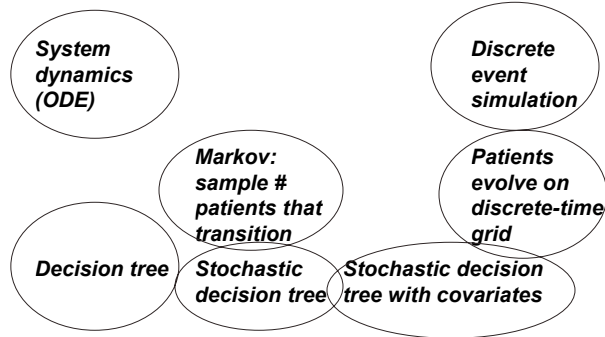 System
dynamics
(ODE)
Discrete
event
simulation
Markov:
sample #
patients that
transition
Patients
evolve on
discrete-time
grid
Decision tree
Stochastic
decision tree
Stochastic decision
tree with covariates